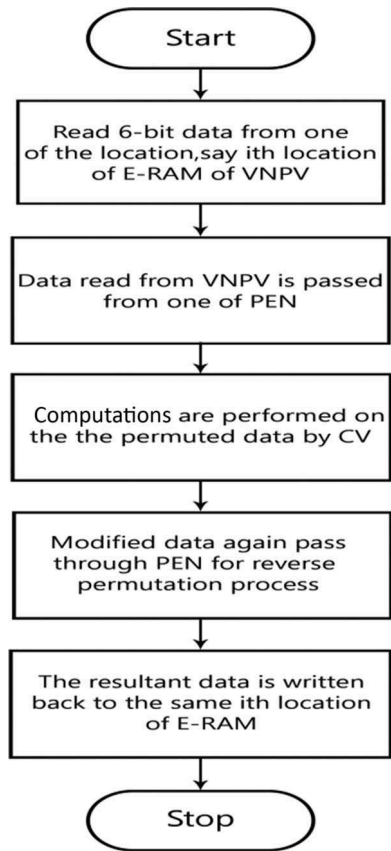 Start
Read 6-bit data from one
of the location,say ith location
of E-RAM of VNPV
Data read from VNPV is passed
from one of PEN
Computations are performed on
the the permuted data by CV
Modified data again pass
through PEN for reverse
permutation process
The resultant data is written
back to the same ith location
of E-RAM
Stop